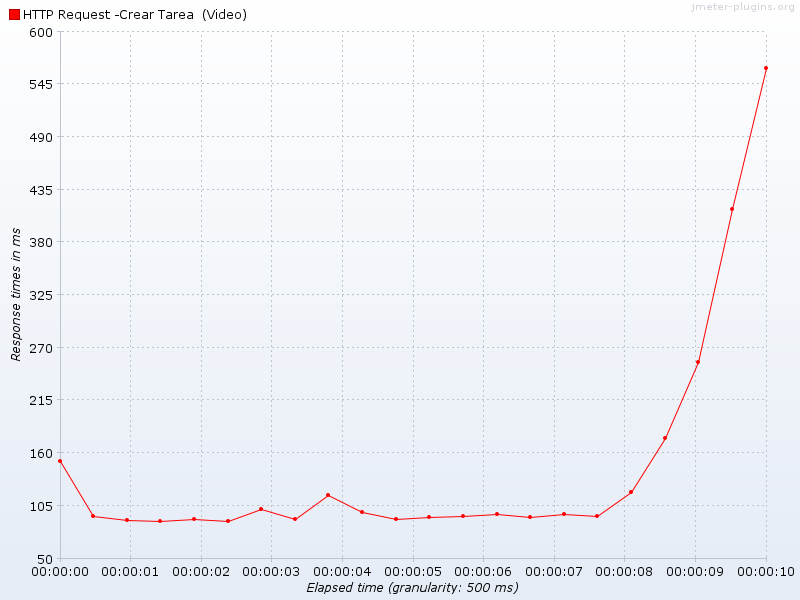 jmeter-plugins.org
HTTP Request -Crear Tarea  (Video)
600
545
490
435
380
325
270
215
160
105
50
Response times in ms
00:00:00 00:00:01 00:00:02 00:00:03 00:00:04 00:00:05 00:00:06 00:00:07 00:00:08 00:00:09 00:00:10
Elapsed time (granularity: 500 ms)